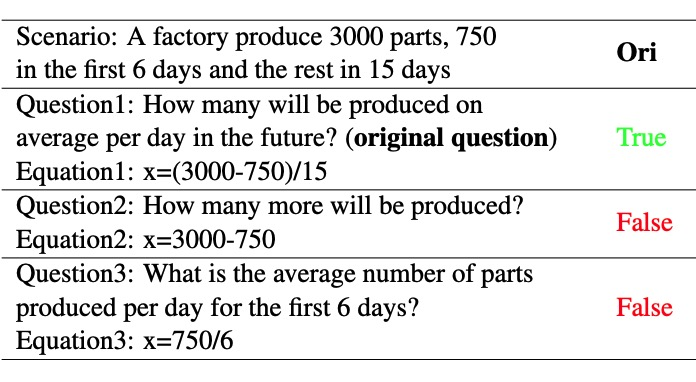 Scenario: A factory produce 3000 parts, 750
in the first 6 days and the rest in 15 days
Ori
Question1: How many will be produced on
average per day in the future? (original question)
Equation1: x=(3000-750)/15
True
Question2: How many more will be produced?
Equation2: x=3000-750
False
Question3: What is the average number of parts
produced per day for the first 6 days?
Equation3: x=750/6
False